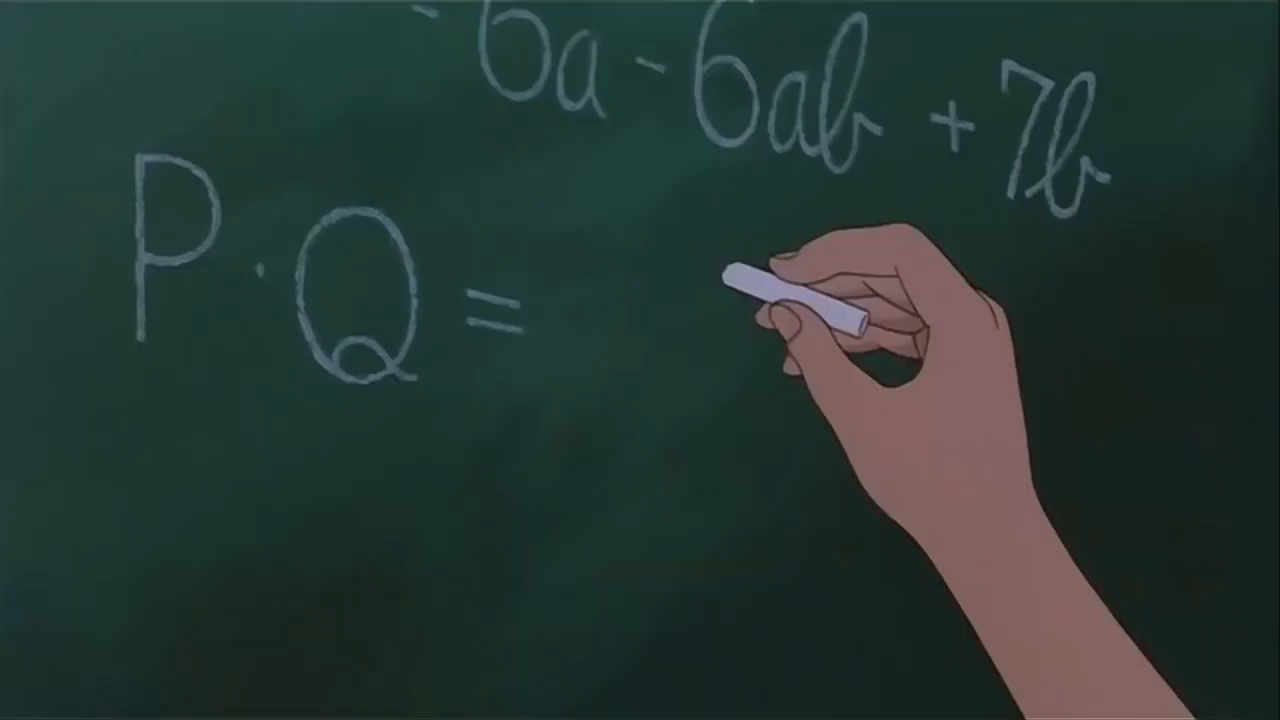 - 6a - 6ab + 7b
P · Q =